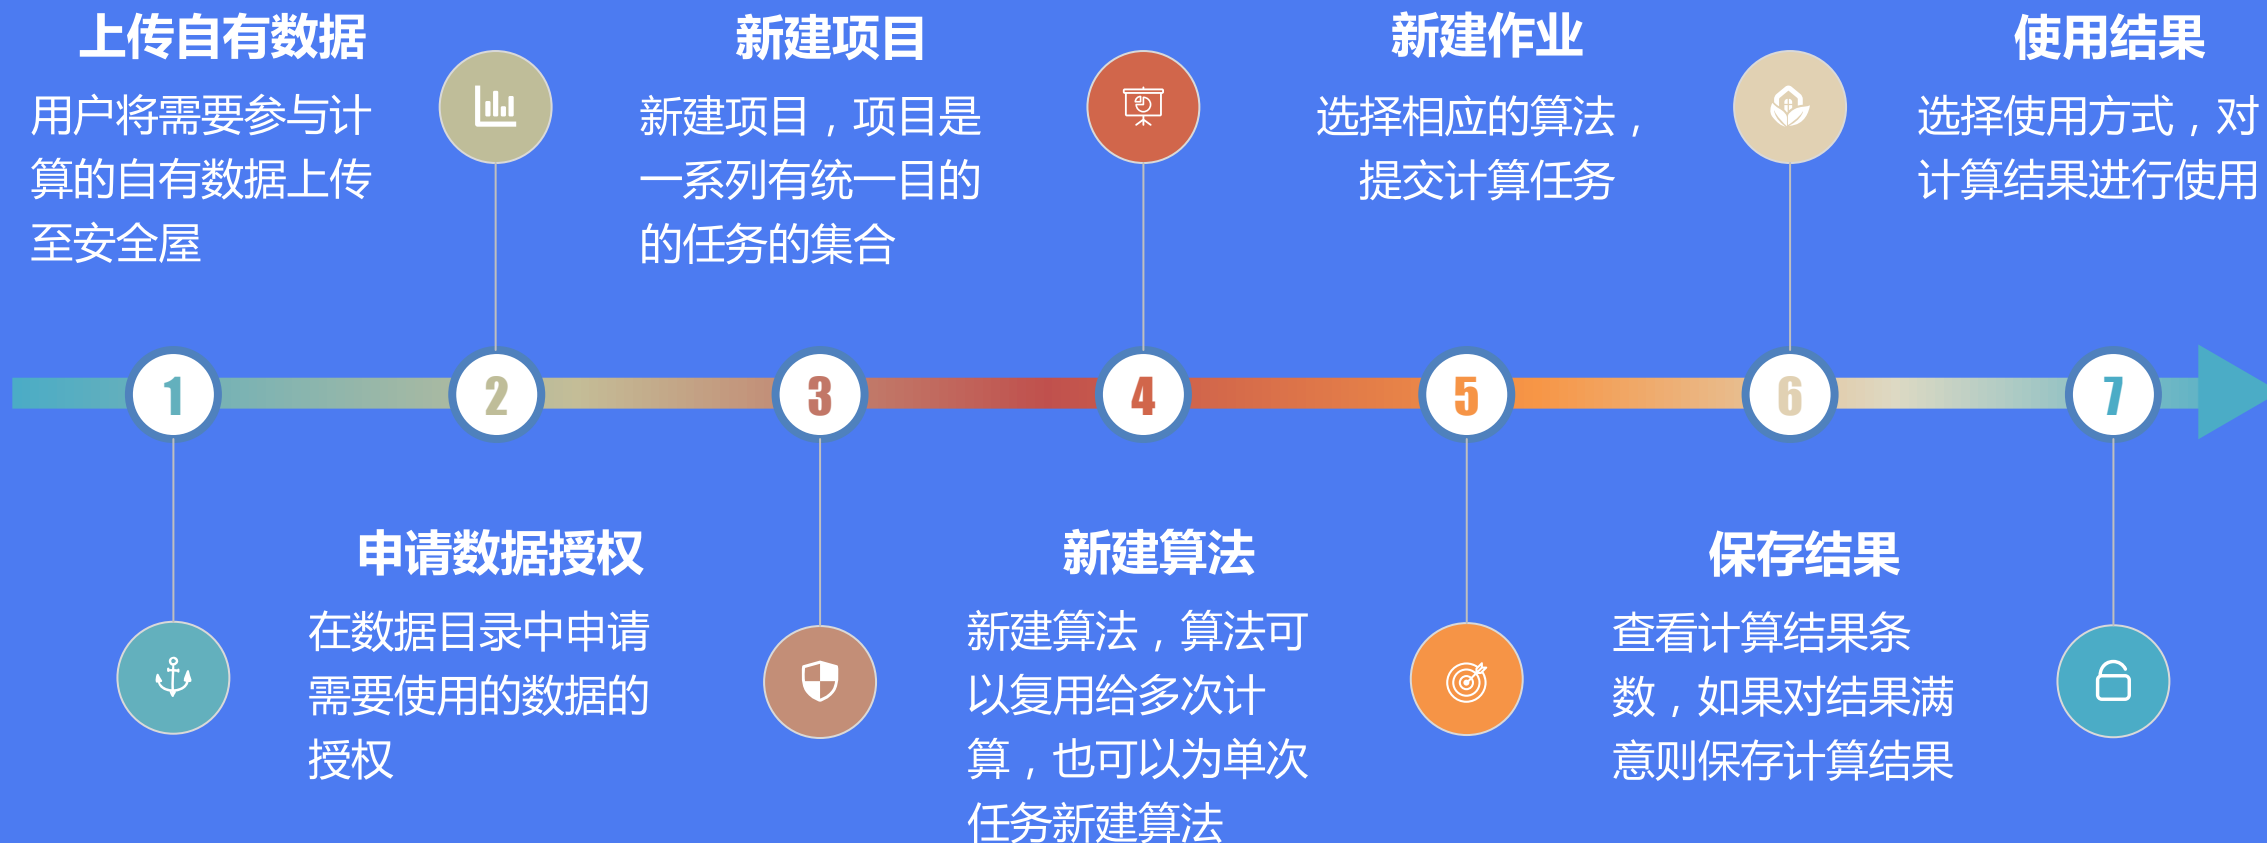 上传自有数据
用户将需要参与计
算的自有数据上传
至安全屋
新建项目
新建项目，项目是
一系列有统一目的
的任务的集合
新建作业
选择相应的算法，
提交计算任务
使用结果
选择使用方式，对
计算结果进行使用
1
2
3
4
5
6
7
申请数据授权
在数据目录中申请
需要使用的数据的
授权
新建算法
新建算法，算法可
以复用给多次计
算，也可以为单次
任务新建算法
保存结果
查看计算结果条
数，如果对结果满
意则保存计算结果